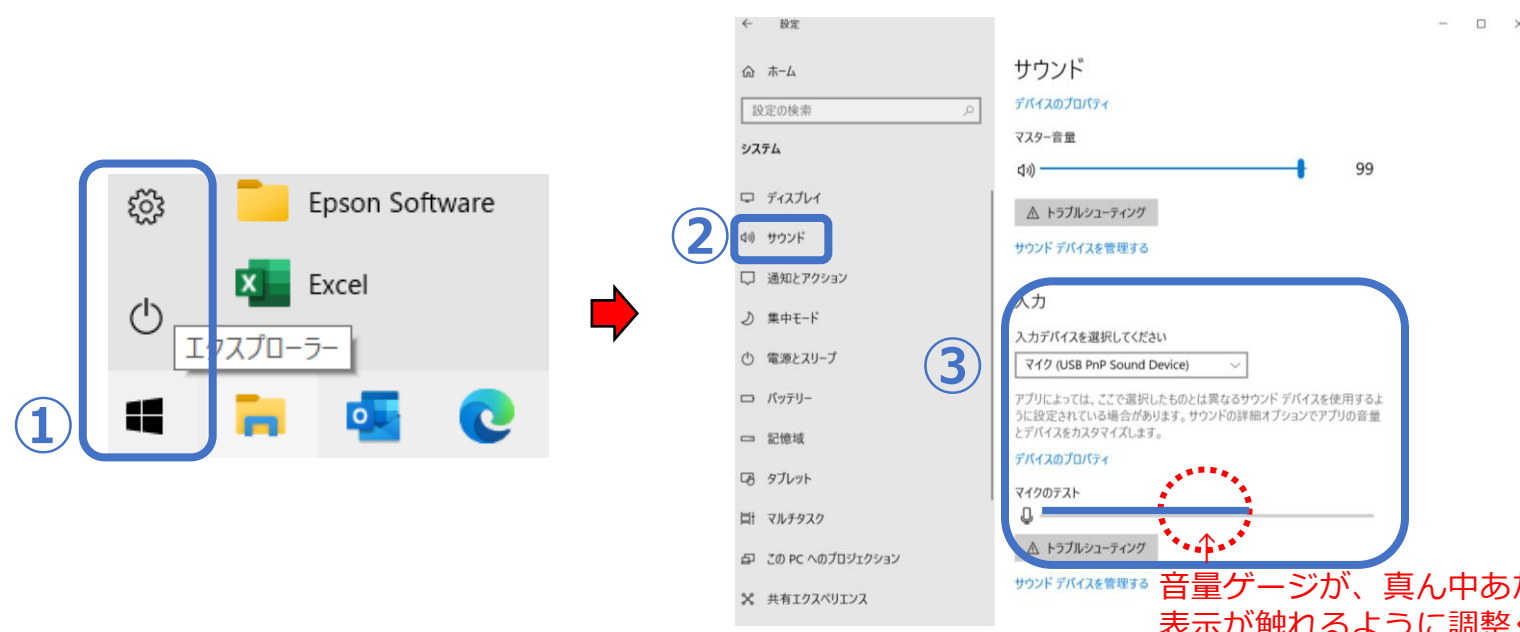 ①
Epson Software
Excel
エクスプローラー
設定
ホーム
設定の検索
システム
ディスプレイ
②
サウンド
通知とアクション
集中モード
電源とスリープ
バッテリー
記憶域
タブレット
マルチタスク
この PC へのプロジェクション
共有エクスペリエンス
サウンド
デバイスのプロパティ
マスター音量
99
トラブルシューティング
サウンド デバイスを管理する
③
入力
入力デバイスを選択してください
マイク (USB PnP Sound Device)
アプリによっては、ここで選択したものとは異なるサウンド デバイスを使用するよ
うに設定されている場合があります。サウンドの詳細オプションでアプリの音量
とデバイスをカスタマイズします。
デバイスのプロパティ
マイクのテスト
トラブルシューティング
サウンド デバイスを管理する
音量ゲージが、真ん中あた
表示が触れるように調整